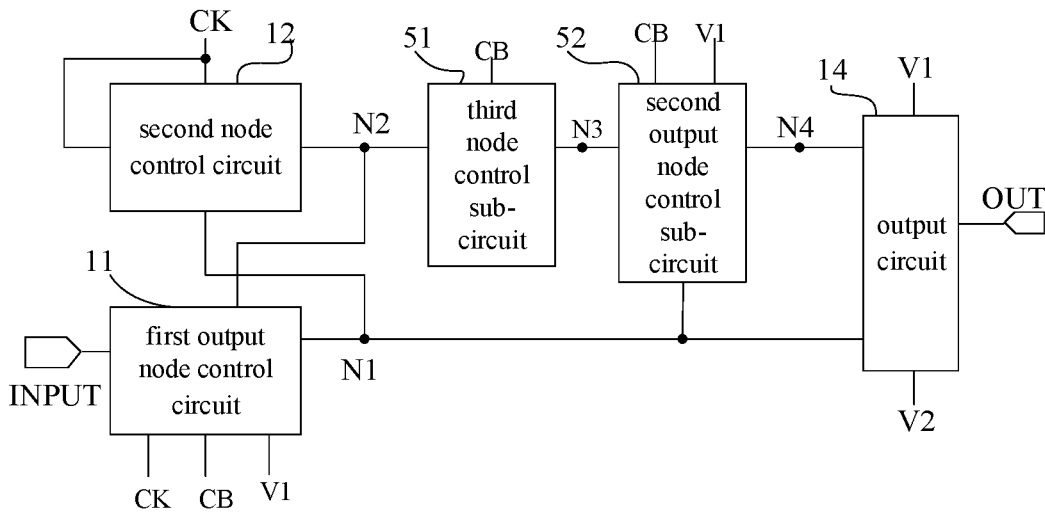 CK
12
51
52
CB
CB
V1
14
V1
second node
control circuit
N2
third
node
control
sub-
circuit
N3
second
output
node
control
sub-
circuit
N4
output
circuit
OUT
11
first output
node control
circuit
INPUT
N1
V2
CK
CB
V1